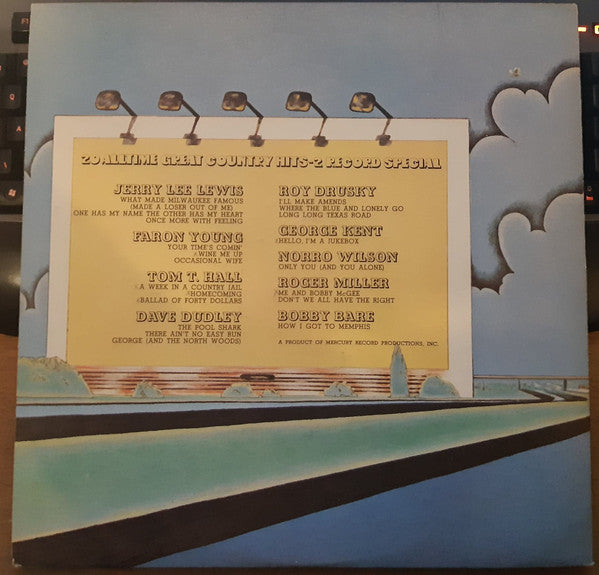 20 ALLTIME GREAT COUNTRY HITS-2 RECORD SPECIAL
JERRY LEE LEWIS
WHAT MADE MILWAUKEE FAMOUS
(MADE A LOSER OUT OF ME)
ONE HAS MY NAME THE OTHER HAS MY HEART
ONCE MORE WITH FEELING
FARON YOUNG
YOUR TIME'S COMIN'
WINE ME UP
OCCASIONAL WIFE
TOM T. HALL
A WEEK IN A COUNTRY JAIL
HOMECOMING
BALLAD OF FORTY DOLLARS
DAVE DUDLEY
THE POOL SHARK
THERE AIN'T NO EASY RUN
GEORGE (AND THE NORTH WOODS)
ROY DRUSKY
I'LL MAKE AMENDS
WHERE THE BLUE AND LONELY GO
LONG LONG TEXAS ROAD
GEORGE KENT
HELLO, I'M A JUKEBOX
NORRO WILSON
ONLY YOU (AND YOU ALONE)
ROGER MILLER
ME AND BOBBY McGEE
DON'T WE ALL HAVE THE RIGHT
BOBBY BARE
HOW I GOT TO MEMPHIS
A PRODUCT OF MERCURY RECORD PRODUCTIONS, INC.